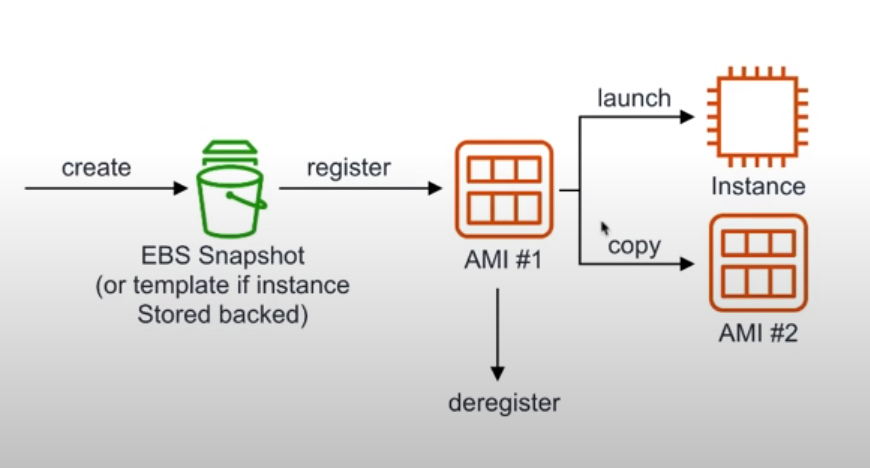 create
register
launch
Instance
EBS Snapshot
(or template if instance
Stored backed)
AMI #1
copy
AMI #2
deregister